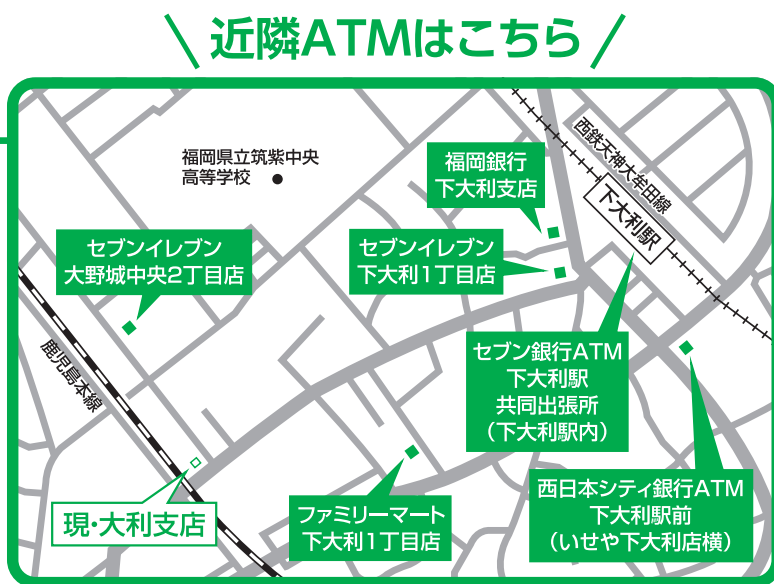 近隣ATMはこちら
福岡県立筑紫中央
高等学校
西鉄天神大牟田線
福岡銀行
下大利支店
下大利駅
セブンイレブン
大野城中央2丁目店
セブンイレブン
下大利1丁目店
鹿児島本線
セブン銀行ATM
下大利駅
共同出張所
（下大利駅内）
現・大利支店
ファミリーマート
下大利1丁目店
西日本シティ銀行ATM
下大利駅前
（いせや下大利店横）